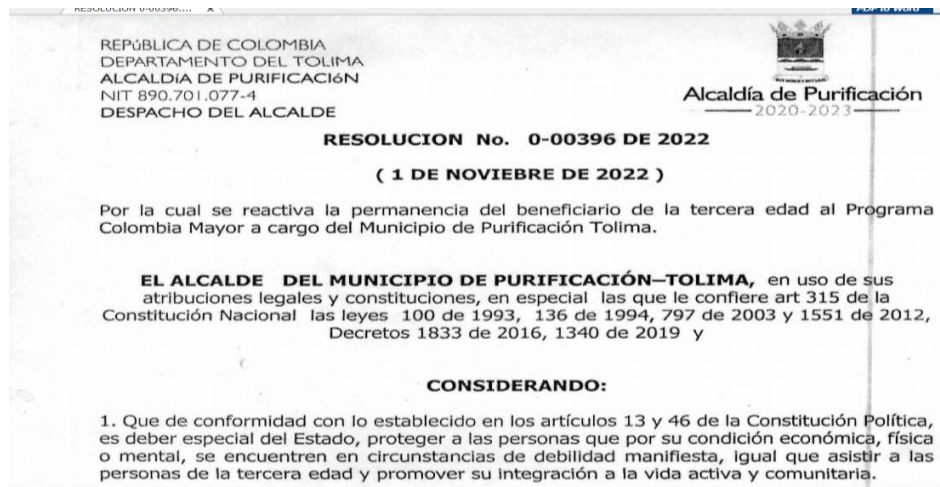 RESOLUCION 0-00396....
PDF to Word
REPúBLICA DE COLOMBIA
DEPARTAMENTO DEL TOLIMA
ALCALDíA DE PURIFICACIóN
NIT 890.701.077-4
DESPACHO DEL ALCALDE
Alcaldía de Purificación
2020-2023
RESOLUCION No. 0-00396 DE 2022
( 1 DE NOVIEBRE DE 2022 )
Por la cual se reactiva la permanencia del beneficiario de la tercera edad al Programa
Colombia Mayor a cargo del Municipio de Purificación Tolima.
EL ALCALDE DEL MUNICIPIO DE PURIFICACIÓN—TOLIMA, en uso de sus
atribuciones legales y constituciones, en especial las que le confiere art 315 de la
Constitución Nacional las leyes 100 de 1993, 136 de 1994, 797 de 2003 y 1551 de 2012,
Decretos 1833 de 2016, 1340 de 2019 y
CONSIDERANDO:
1. Que de conformidad con lo establecido en los artículos 13 y 46 de la Constitución Política,
es deber especial del Estado, proteger a las personas que por su condición económica, física
o mental, se encuentren en circunstancias de debilidad manifiesta, igual que asistir a las
personas de la tercera edad y promover su integración a la vida activa y comunitaria.